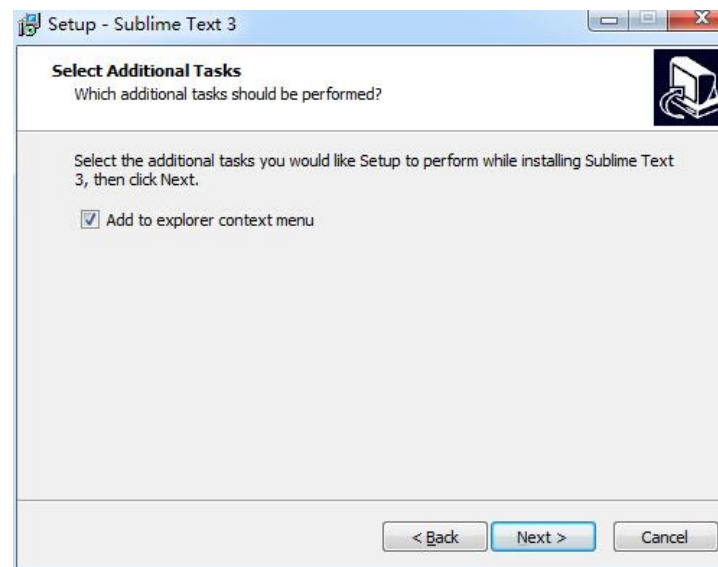 Setup - Sublime Text 3
Select Additional Tasks
Which additional tasks should be performed?
Select the additional tasks you would like Setup to perform while installing Sublime Text
3, then click Next.
Add to explorer context menu
< Back Next > Cancel